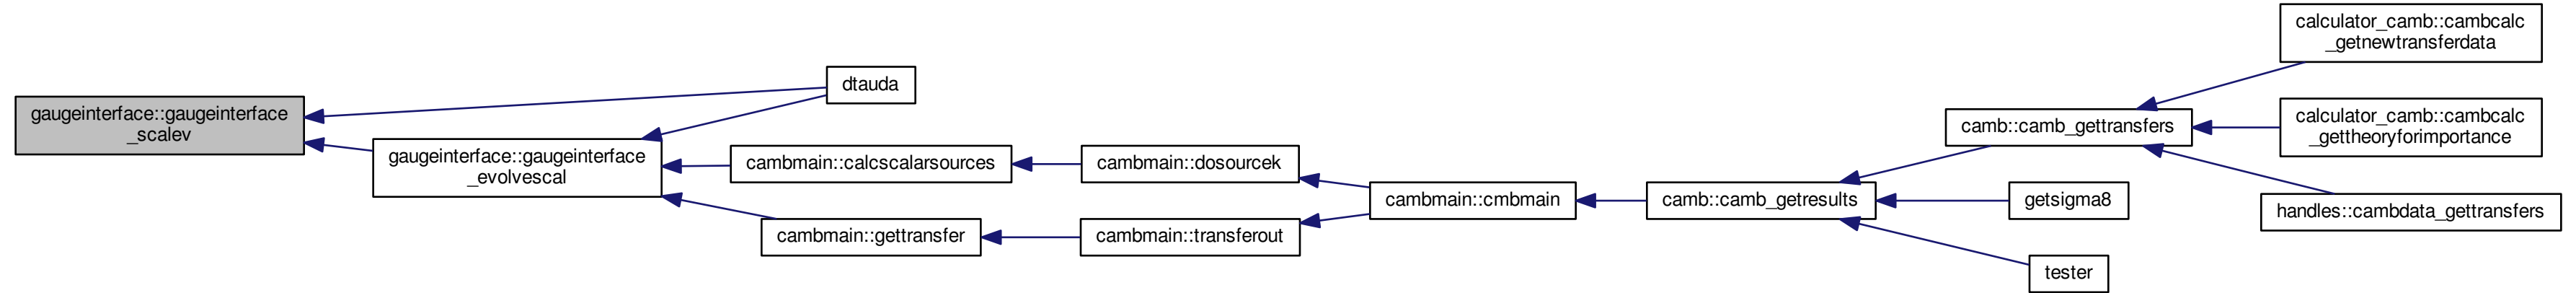 gaugeinterface::gaugeinterface
_scalev
dtauda
gaugeinterface::gaugeinterface
_evolvescal
cambmain::calcscalarsources
cambmain::gettransfer
cambmain::dosourcek
cambmain::transferout
cambmain::cmbmain
camb::camb_getresults
camb::camb_gettransfers
getsigma8
tester
calculator_camb::cambcalc
_getnewtransferdata
calculator_camb::cambcalc
_gettheoryforimportance
handles::cambdata_gettransfers